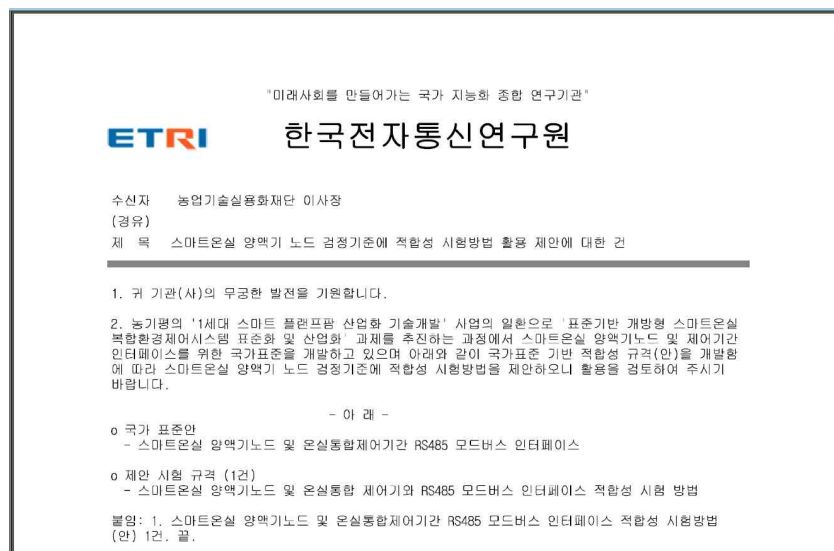 "미래사회를 만들어가는 국가 지능화 종합 연구기관"
ETRI 한국전자통신연구원
수신자 농업기술실용화재단 이사장
(경유)
제 목 스마트온실 양액기 노드 검정기준에 적합성 시험방법 활용 제안에 대한 건
1. 귀 기관(사)의 무궁한 발전을 기원합니다.
2. 농기평의 '1세대 스마트 플랜프팜 산업화 기술개발' 사업의 일환으로 '표준기반 개방형 스마트온실
복합환경제어시스템 표준화 및 산업화' 과제를 추진하는 과정에서 스마트온실 양액기노드 및 제어기간
인터페이스를 위한 국가표준을 개발하고 있으며 아래와 같이 국가표준 기반 적합성 규격(안)을 개발함
에 따라 스마트온실 양액기 노드 검정기준에 적합성 시험방법을 제안하오니 활용을 검토하여 주시기
바랍니다.
- 아 래 -
o 국가 표준안
- 스마트온실 양액기노드 및 온실통합제어기간 RS485 모드버스 인터페이스
o 제안 시험 규격 (1건)
- 스마트온실 양액기노드 및 온실통합 제어기와 RS485 모드버스 인터페이스 적합성 시험 방법
붙임: 1. 스마트온실 양액기노드 및 온실통합제어기간 RS485 모드버스 인터페이스 적합성 시험방법
(안) 1건. 끝.